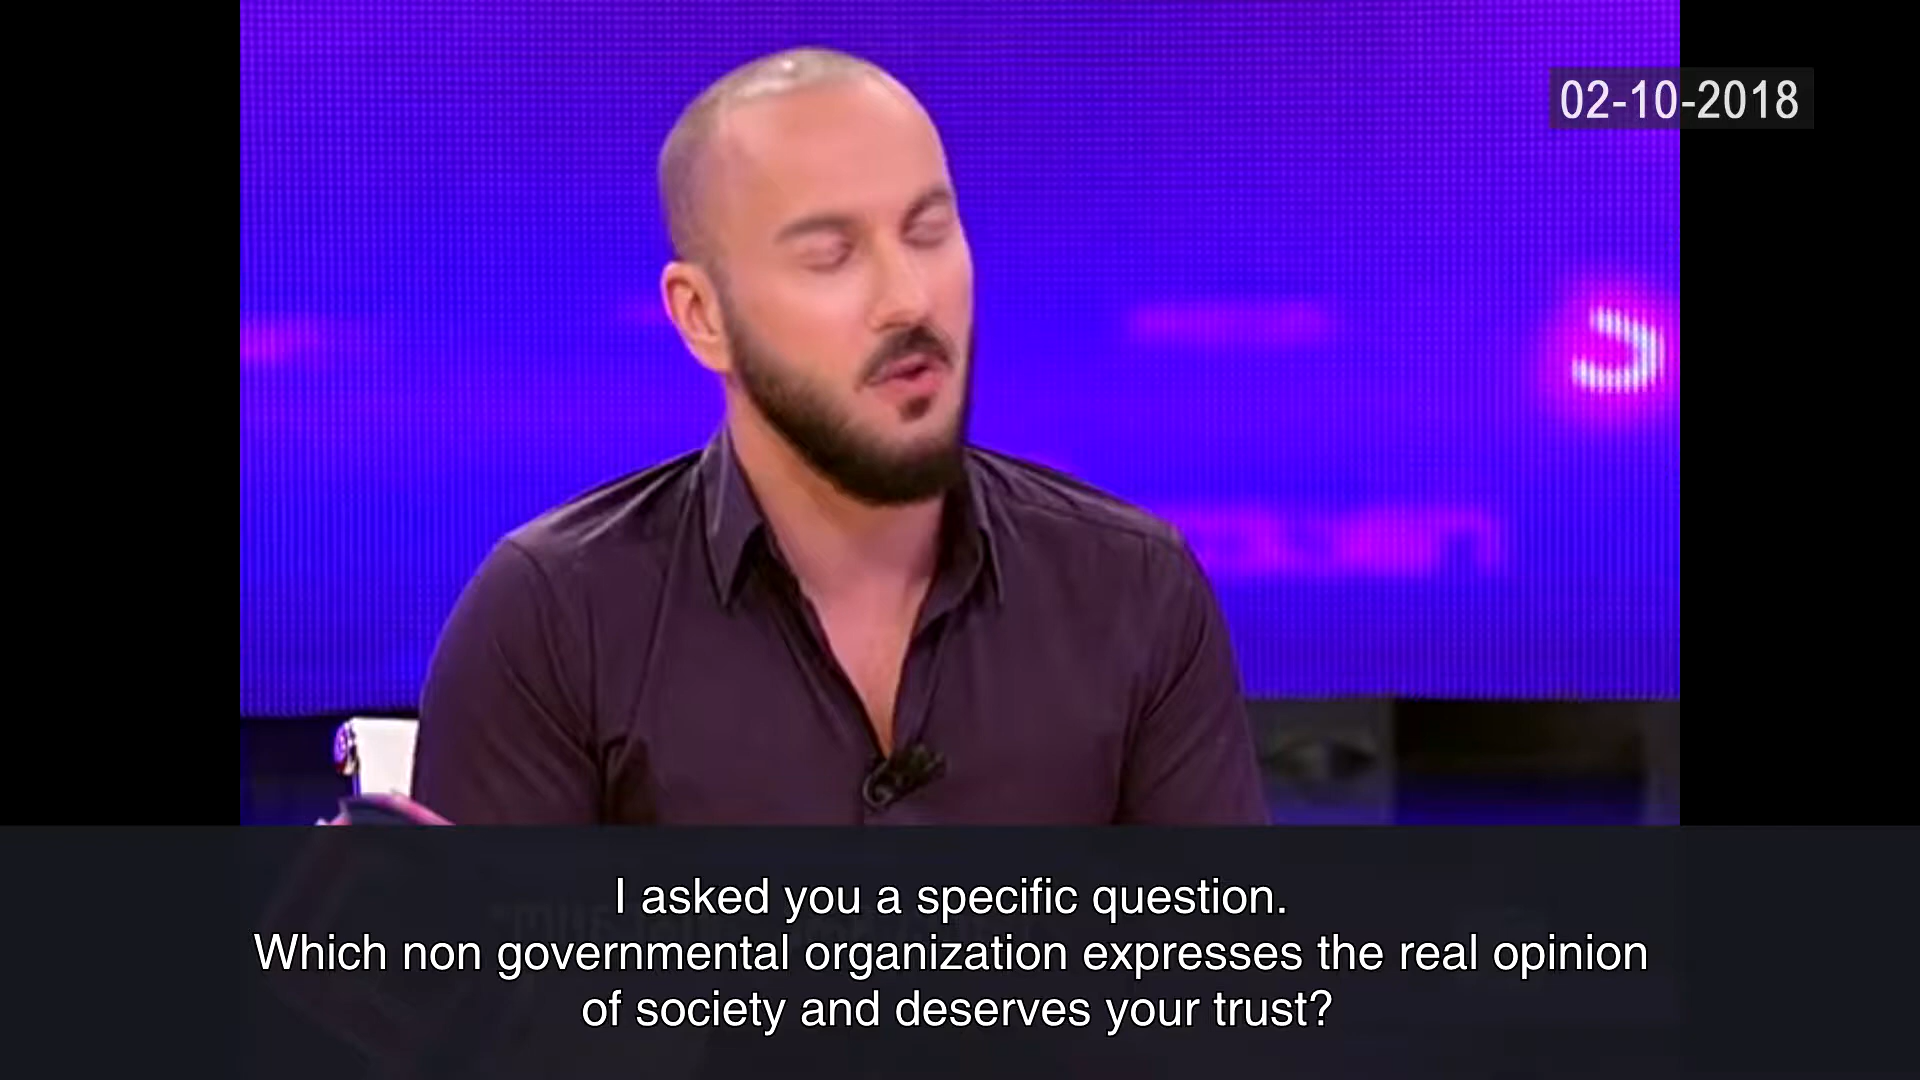 02-10-2018
I asked you a specific question.
Which non governmental organization expresses the real opinion
of society and deserves your trust?